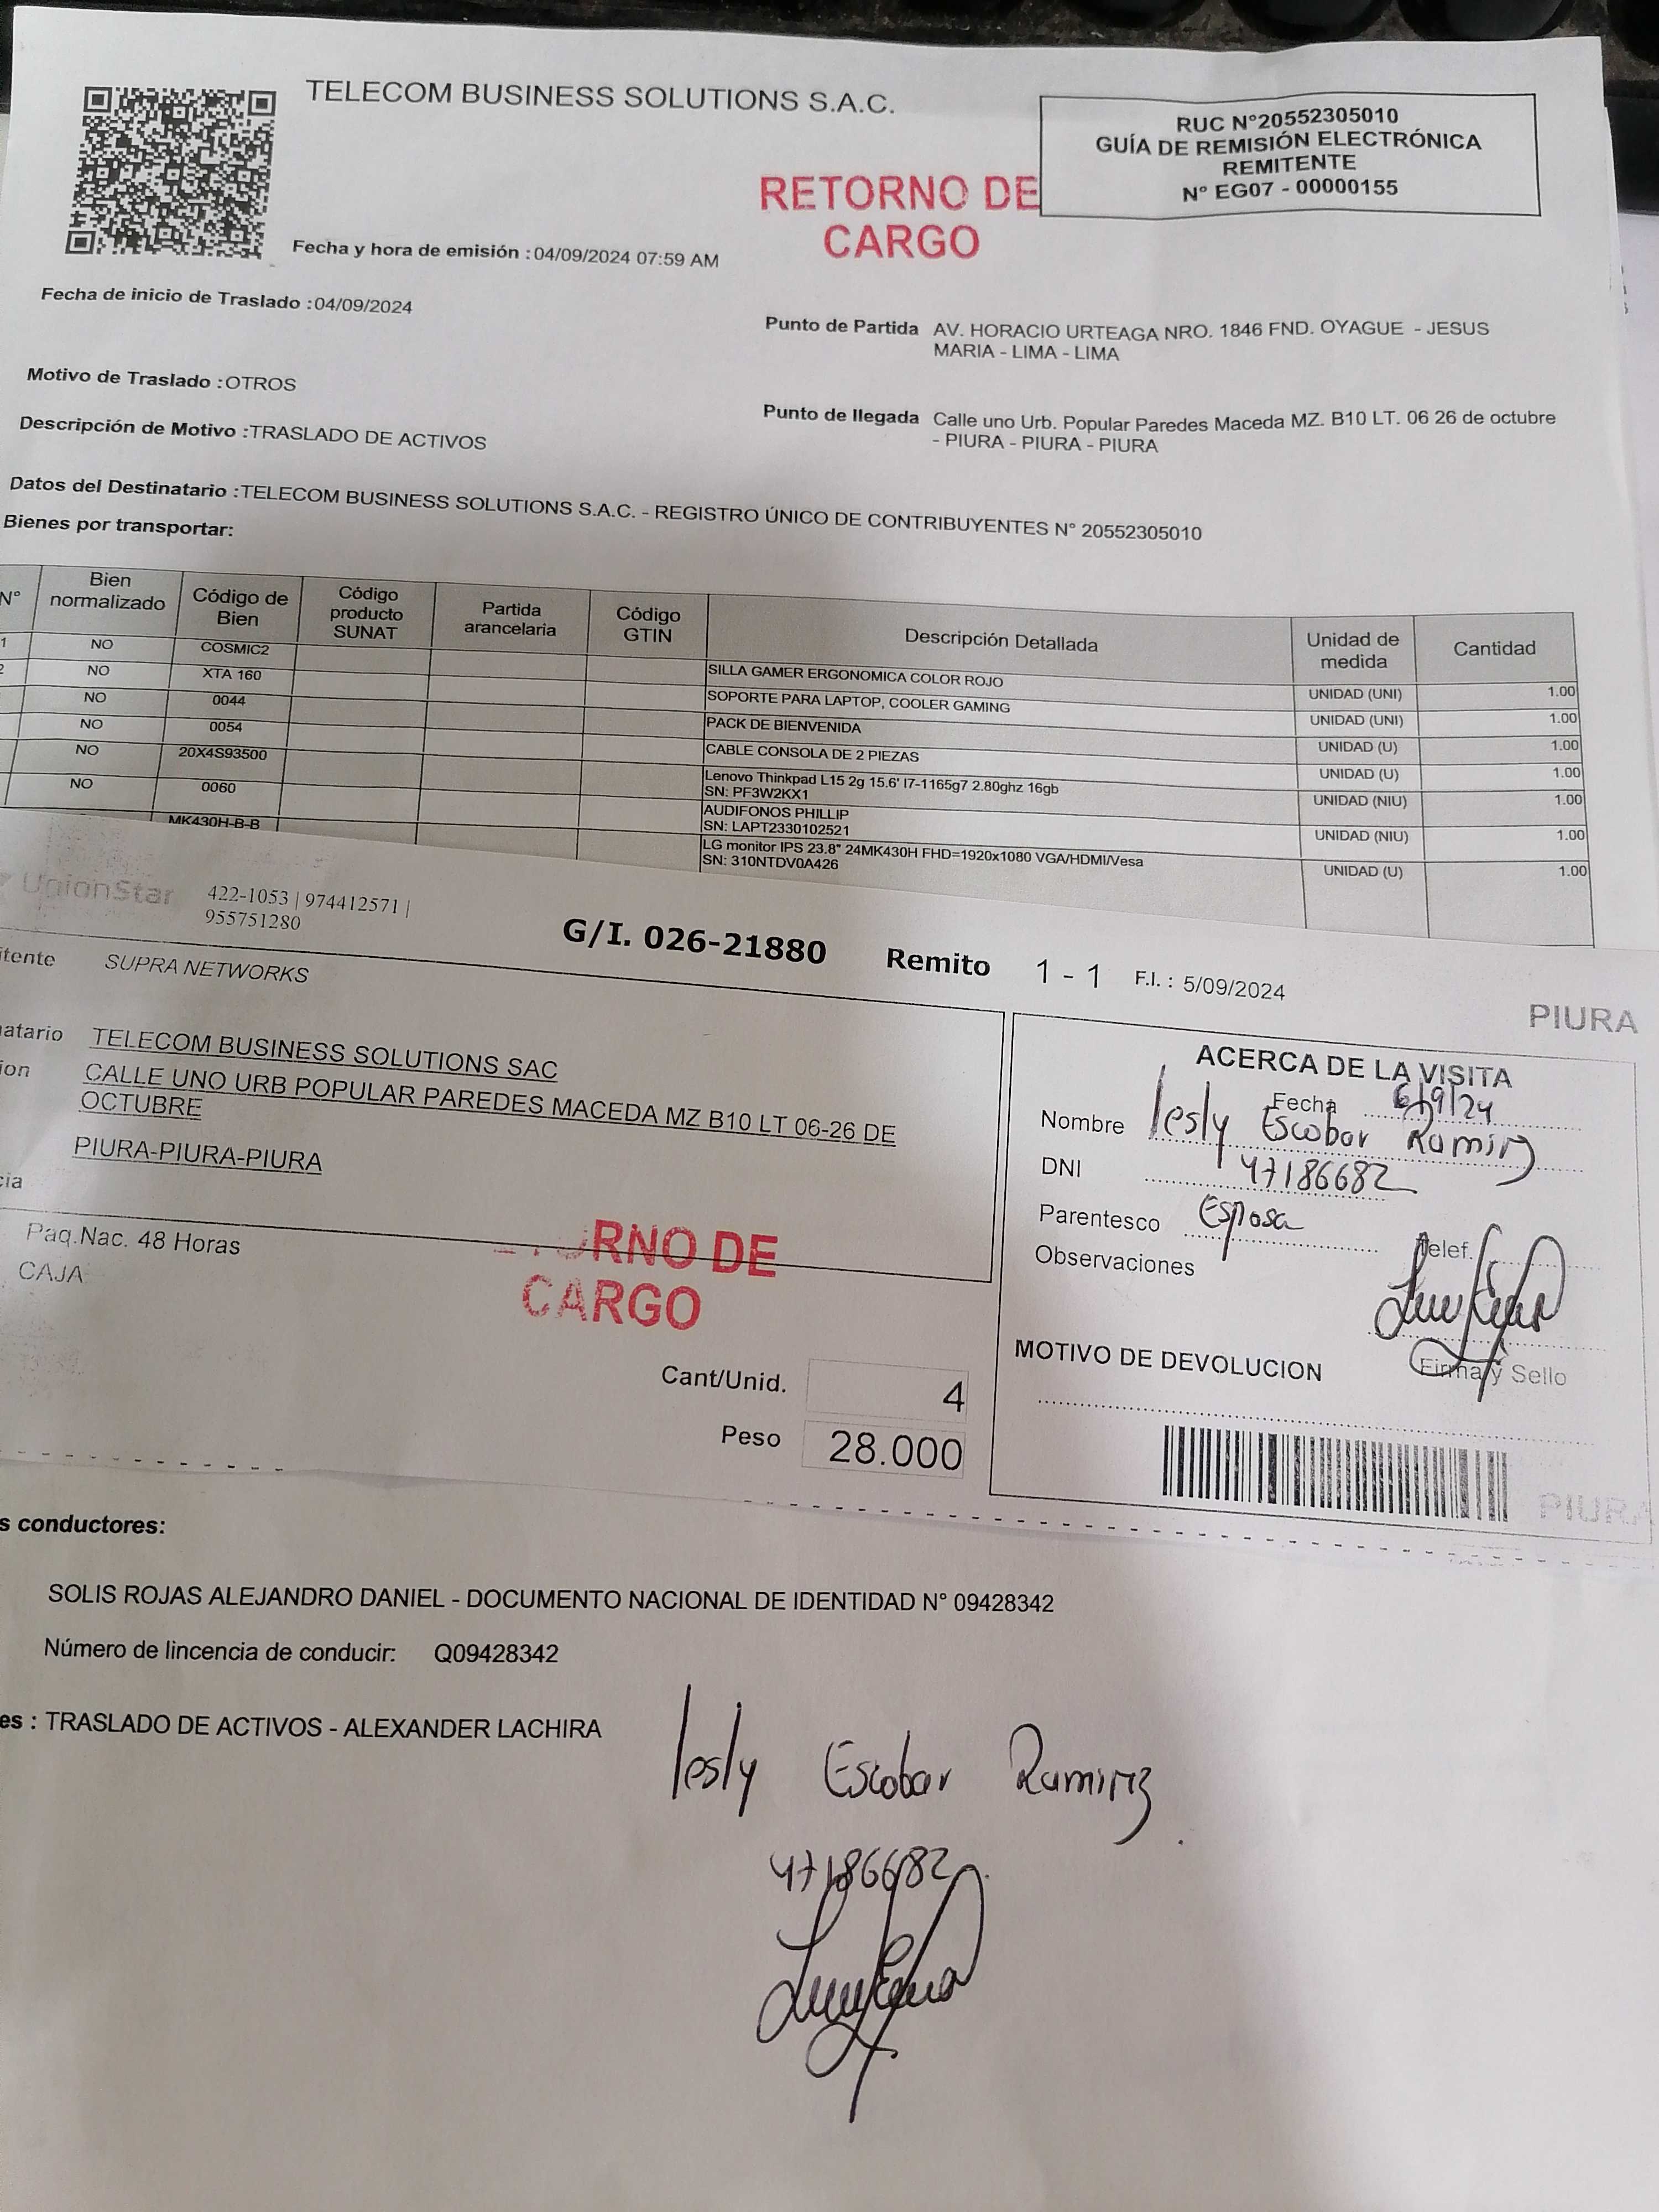 TELECOM BUSINESS SOLUTIONS S.A.C.
RUC N°20552305010
GUÍA DE REMISIÓN ELECTRÓNICA
REMITENTE
N° EG07 - 00000155
RETORNO DE
CARGO
Fecha y hora de emisión :04/09/2024 07:59 AM
Fecha de inicio de Traslado :04/09/2024
Punto de Partida AV. HORACIO URTEAGA NRO. 1846 FND. OYAGUE - JESUS
MARIA - LIMA - LIMA
Motivo de Traslado :OTROS
Punto de llegada Calle uno Urb. Popular Paredes Maceda MZ. B10 LT. 06 26 de octubre
- PIURA - PIURA - PIURA
Descripción de Motivo :TRASLADO DE ACTIVOS
Datos del Destinatario :TELECOM BUSINESS SOLUTIONS S.A.C. - REGISTRO ÚNICO DE CONTRIBUYENTES N° 20552305010
Bienes por transportar:
N° Bien normalizado Código de Bien Código producto SUNAT Partida arancelaria Código GTIN Descripción Detallada Unidad de medida Cantidad
1 NO COSMIC2 SILLA GAMER ERGONOMICA COLOR ROJO UNIDAD (UNI) 1.00
2 NO XTA 160 SOPORTE PARA LAPTOP, COOLER GAMING UNIDAD (UNI) 1.00
NO 0044 PACK DE BIENVENIDA UNIDAD (U) 1.00
NO 0054 CABLE CONSOLA DE 2 PIEZAS UNIDAD (U) 1.00
NO 20X4S93500 Lenovo Thinkpad L15 2g 15.6' I7-1165g7 2.80ghz 16gb UNIDAD (NIU) 1.00
SN: PF3W2KX1
NO 0060 AUDIFONOS PHILLIP UNIDAD (NIU) 1.00
SN: LAPT2330102521
MK430H-B-B LG monitor IPS 23.8" 24MK430H FHD=1920x1080 VGA/HDMI/Vesa UNIDAD (U) 1.00
SN: 310NTDV0A426
UnionStar
422-1053 | 974412571 |
955751280
G/I. 026-21880 Remito 1 - 1 F.I. : 5/09/2024
PIURA
itente SUPRA NETWORKS
natario TELECOM BUSINESS SOLUTIONS SAC
ion CALLE UNO URB POPULAR PAREDES MACEDA MZ B10 LT 06-26 DE
OCTUBRE
PIURA-PIURA-PIURA
cia
Paq.Nac. 48 Horas
CAJA
RNO DE
CARGO
Cant/Unid. 4
Peso 28.000
ACERCA DE LA VISITA
Fecha 6/9/24
Nombre lesly Escobar Ramirz
DNI 47186682
Parentesco Esposa
Telef.
Observaciones
Firma y Sello
MOTIVO DE DEVOLUCION
PIURA
s conductores:
SOLIS ROJAS ALEJANDRO DANIEL - DOCUMENTO NACIONAL DE IDENTIDAD N° 09428342
Número de lincencia de conducir: Q09428342
es : TRASLADO DE ACTIVOS - ALEXANDER LACHIRA
lesly Escobar Ramirez
47186682